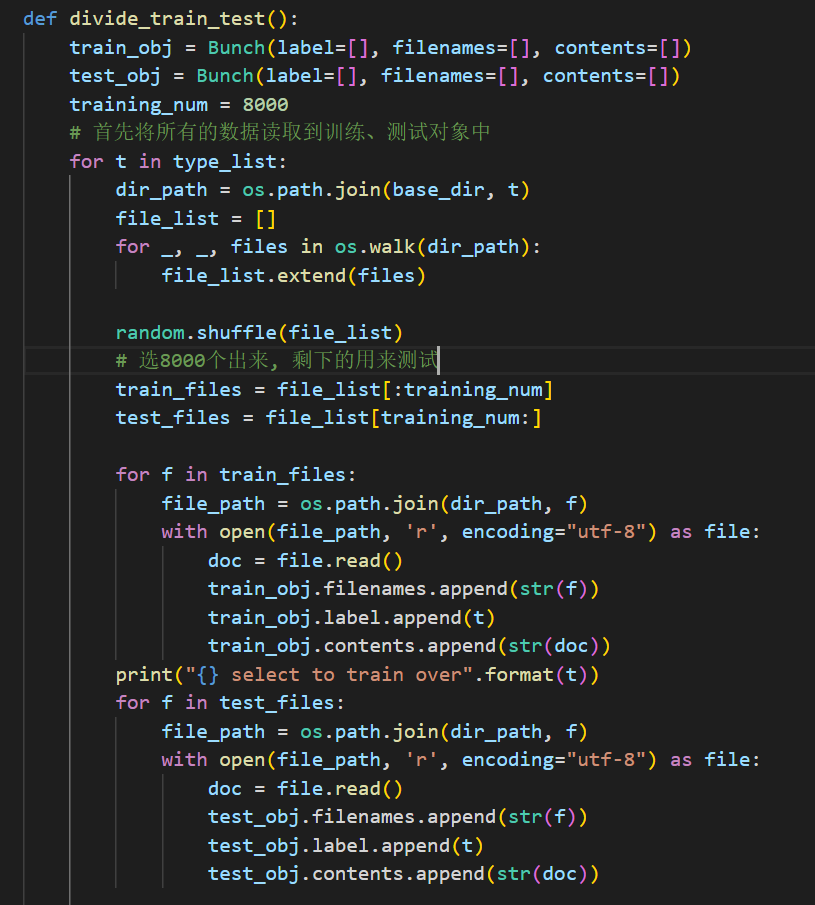 def divide_train_test():
    train_obj = Bunch(label=[], filenames=[], contents=[])
    test_obj = Bunch(label=[], filenames=[], contents=[])
    training_num = 8000
    # 首先将所有的数据读取到训练、测试对象中
    for t in type_list:
        dir_path = os.path.join(base_dir, t)
        file_list = []
        for _, _, files in os.walk(dir_path):
            file_list.extend(files)

        random.shuffle(file_list)
        # 选8000个出来, 剩下的用来测试
        train_files = file_list[:training_num]
        test_files = file_list[training_num:]

        for f in train_files:
            file_path = os.path.join(dir_path, f)
            with open(file_path, 'r', encoding="utf-8") as file:
                doc = file.read()
                train_obj.filenames.append(str(f))
                train_obj.label.append(t)
                train_obj.contents.append(str(doc))
        print("{} select to train over".format(t))
        for f in test_files:
            file_path = os.path.join(dir_path, f)
            with open(file_path, 'r', encoding="utf-8") as file:
                doc = file.read()
                test_obj.filenames.append(str(f))
                test_obj.label.append(t)
                test_obj.contents.append(str(doc))